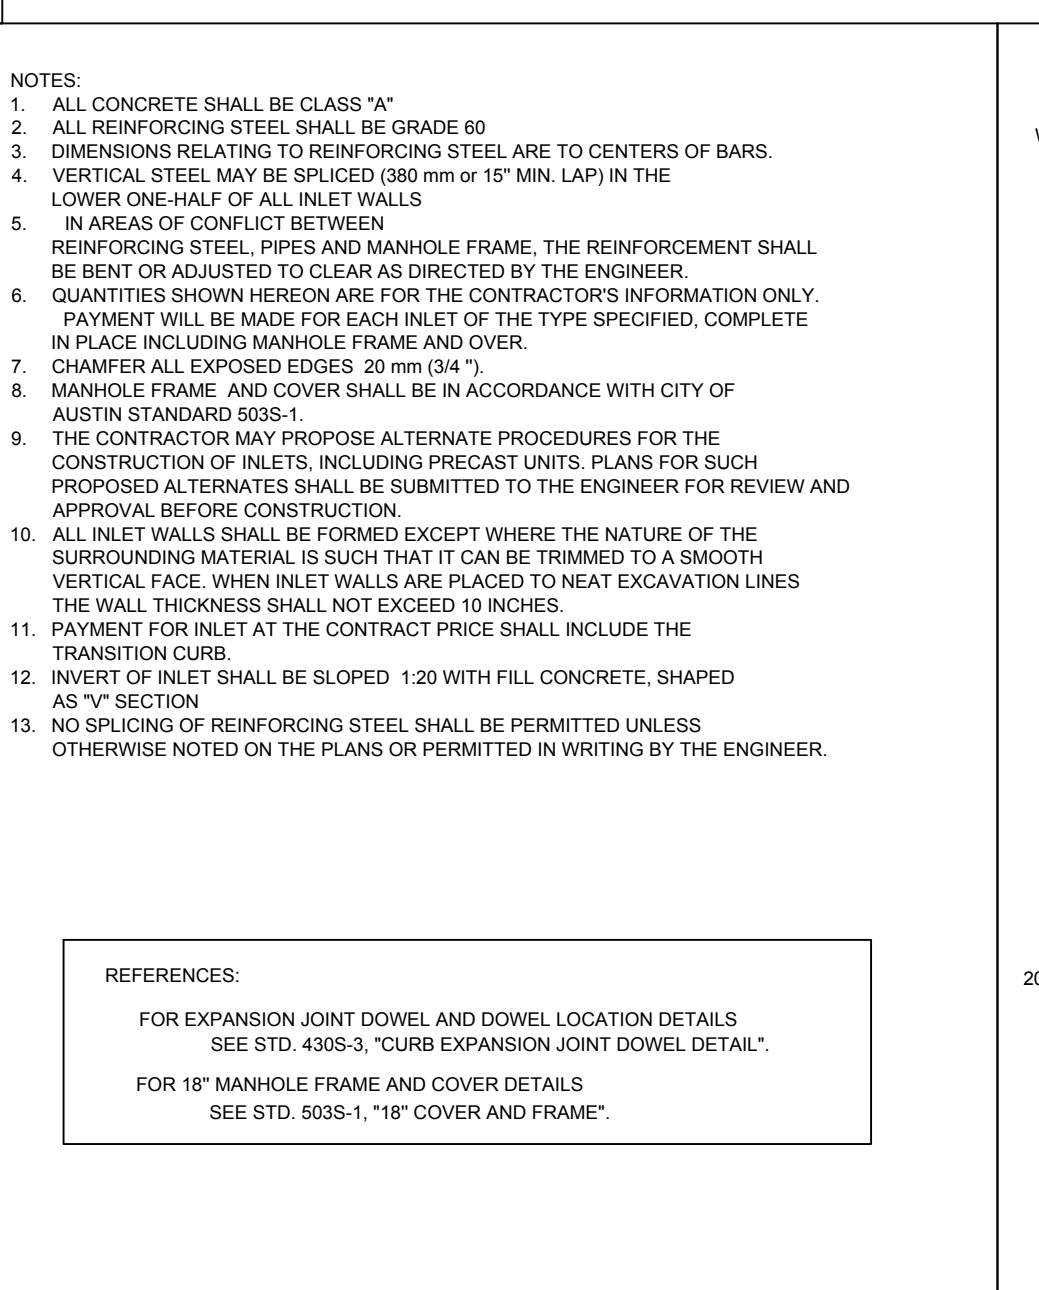 NOTES:
1. ALL CONCRETE SHALL BE CLASS "A"
2. ALL REINFORCING STEEL SHALL BE GRADE 60
3. DIMENSIONS RELATING TO REINFORCING STEEL ARE TO CENTERS OF BARS.
4. VERTICAL STEEL MAY BE SPLICED (380 mm or 15" MIN. LAP) IN THE
LOWER ONE-HALF OF ALL INLET WALLS
5. IN AREAS OF CONFLICT BETWEEN
REINFORCING STEEL, PIPES AND MANHOLE FRAME, THE REINFORCEMENT SHALL
BE BENT OR ADJUSTED TO CLEAR AS DIRECTED BY THE ENGINEER.
6. QUANTITIES SHOWN HEREON ARE FOR THE CONTRACTOR'S INFORMATION ONLY.
PAYMENT WILL BE MADE FOR EACH INLET OF THE TYPE SPECIFIED, COMPLETE
IN PLACE INCLUDING MANHOLE FRAME AND OVER.
7. CHAMFER ALL EXPOSED EDGES 20 mm (3/4 ").
8. MANHOLE FRAME AND COVER SHALL BE IN ACCORDANCE WITH CITY OF
AUSTIN STANDARD 503S-1.
9. THE CONTRACTOR MAY PROPOSE ALTERNATE PROCEDURES FOR THE
CONSTRUCTION OF INLETS, INCLUDING PRECAST UNITS. PLANS FOR SUCH
PROPOSED ALTERNATES SHALL BE SUBMITTED TO THE ENGINEER FOR REVIEW AND
APPROVAL BEFORE CONSTRUCTION.
10. ALL INLET WALLS SHALL BE FORMED EXCEPT WHERE THE NATURE OF THE
SURROUNDING MATERIAL IS SUCH THAT IT CAN BE TRIMMED TO A SMOOTH
VERTICAL FACE. WHEN INLET WALLS ARE PLACED TO NEAT EXCAVATION LINES
THE WALL THICKNESS SHALL NOT EXCEED 10 INCHES.
11. PAYMENT FOR INLET AT THE CONTRACT PRICE SHALL INCLUDE THE
TRANSITION CURB.
12. INVERT OF INLET SHALL BE SLOPED 1:20 WITH FILL CONCRETE, SHAPED
AS "V" SECTION
13. NO SPLICING OF REINFORCING STEEL SHALL BE PERMITTED UNLESS
OTHERWISE NOTED ON THE PLANS OR PERMITTED IN WRITING BY THE ENGINEER.
REFERENCES:
FOR EXPANSION JOINT DOWEL AND DOWEL LOCATION DETAILS
SEE STD. 430S-3, "CURB EXPANSION JOINT DOWEL DETAIL".
FOR 18" MANHOLE FRAME AND COVER DETAILS
SEE STD. 503S-1, "18" COVER AND FRAME".